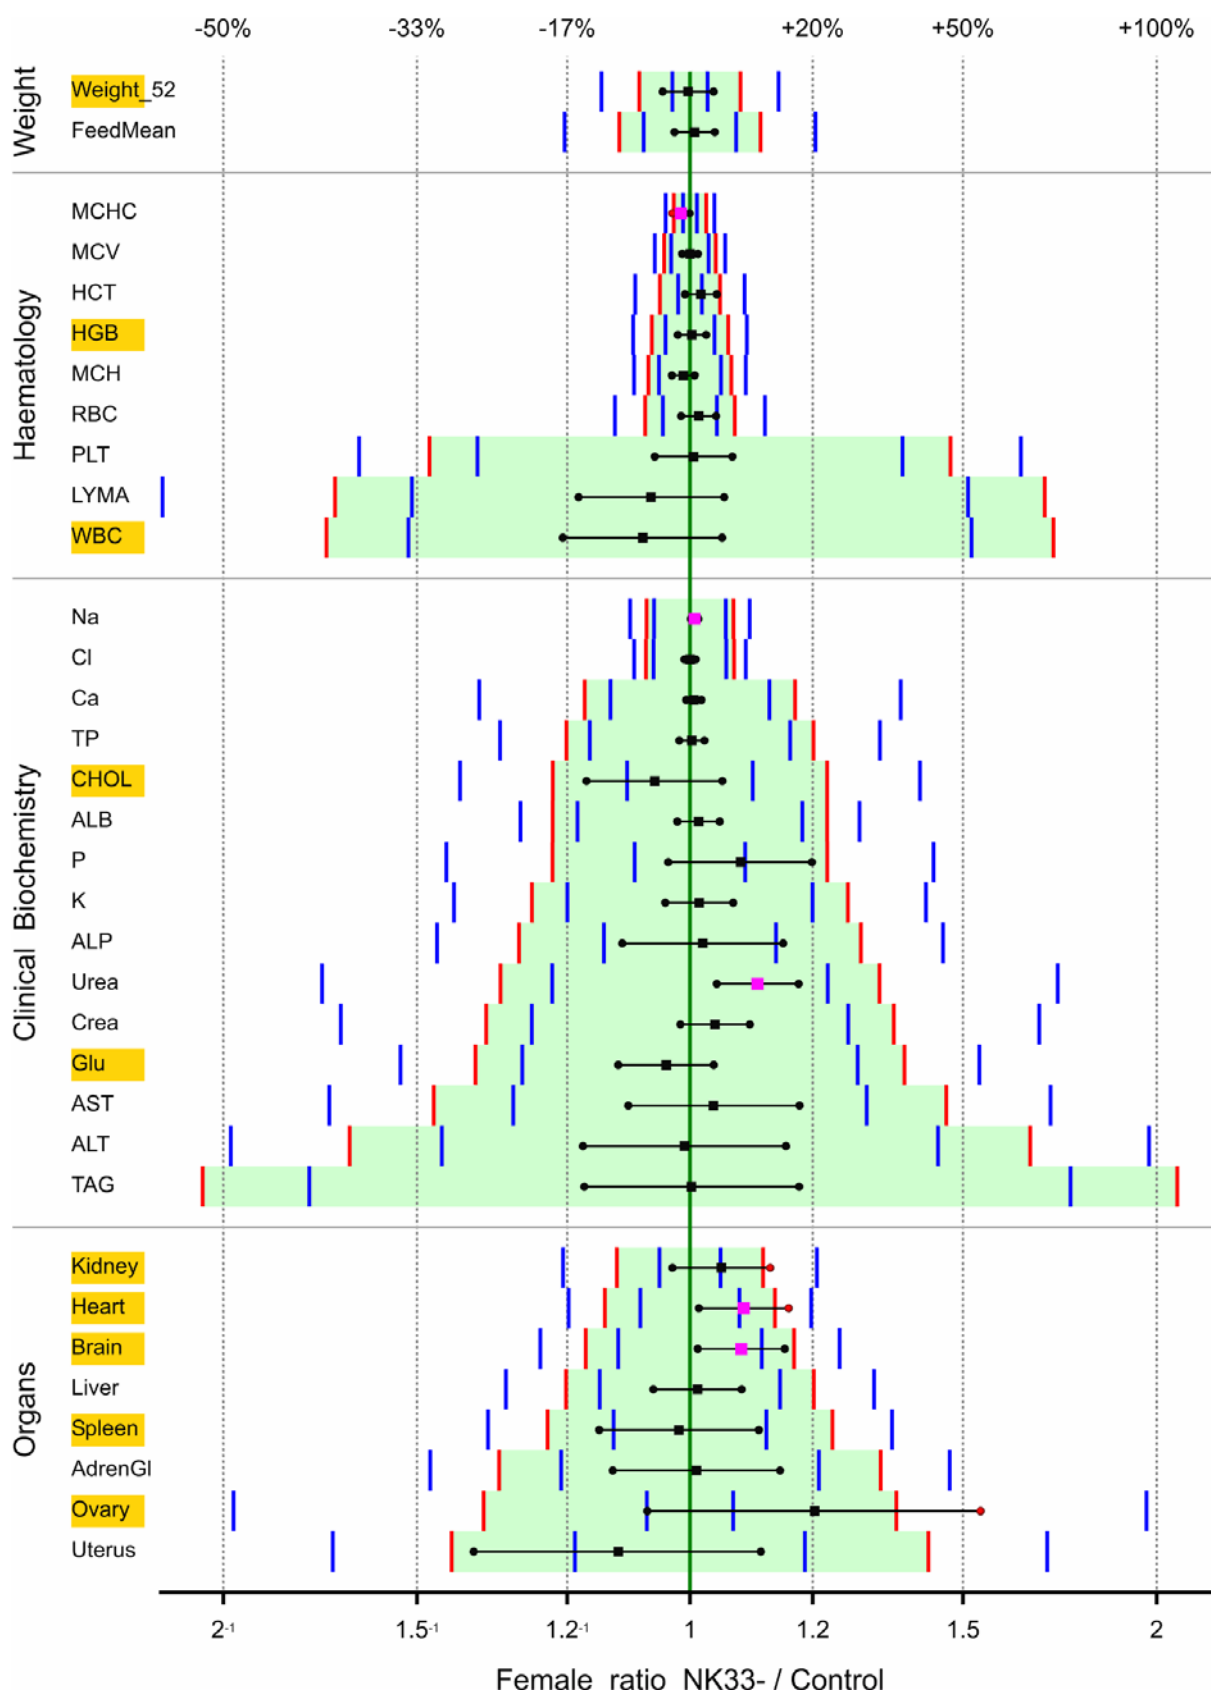 -50% -33% -17% +20% +50% +100%
Weight
Weight_52
FeedMean
Haematology
MCHC
MCV
HCT
HGB
MCH
RBC
PLT
LYMA
WBC
Clinical Biochemistry
Na
Cl
Ca
TP
CHOL
ALB
P
K
ALP
Urea
Crea
Glu
AST
ALT
TAG
Organs
Kidney
Heart
Brain
Liver
Spleen
AdrenGl
Ovary
Uterus
2⁻¹ 1.5⁻¹ 1.2⁻¹ 1 1.2 1.5 2
Female ratio NK33- / Control